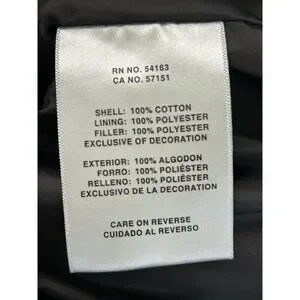 RN NO. 54163
CA NO. 57151
SHELL: 100% COTTON
LINING: 100% POLYESTER
FILLER: 100% POLYESTER
EXCLUSIVE OF DECORATION
EXTERIOR: 100% ALGODON
FORRO: 100% POLIÉSTER
RELLENO: 100% POLIÉSTER
EXCLUSIVO DE LA DECORATION
CARE ON REVERSE
CUIDADO AL REVERSO